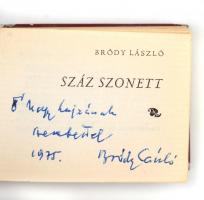 BRÓDY LÁSZLÓ
SZÁZ SZONETT
Nagy Lajosnak
szeretettel
1975. Bródy László